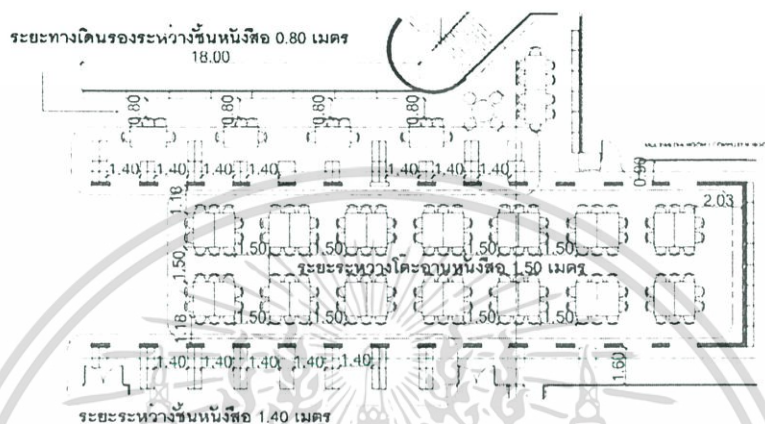 ระยะทางเดินรองระหว่างชั้นหนังสือ 0.80 เมตร
18.00
0.80 0.80 0.80 0.80
1.40 1.40 1.40 1.40 1.40 1.40 1.40
0.90
1.18 2.03
1.50 1.50 1.50 1.50
1.50 ระยะระหว่างโต๊ะอ่านหนังสือ 1.50 เมตร
1.50 1.50 1.50 1.50
1.18
1.40 1.40 1.40 1.40 1.40 1.60
ระยะระหว่างชั้นหนังสือ 1.40 เมตร